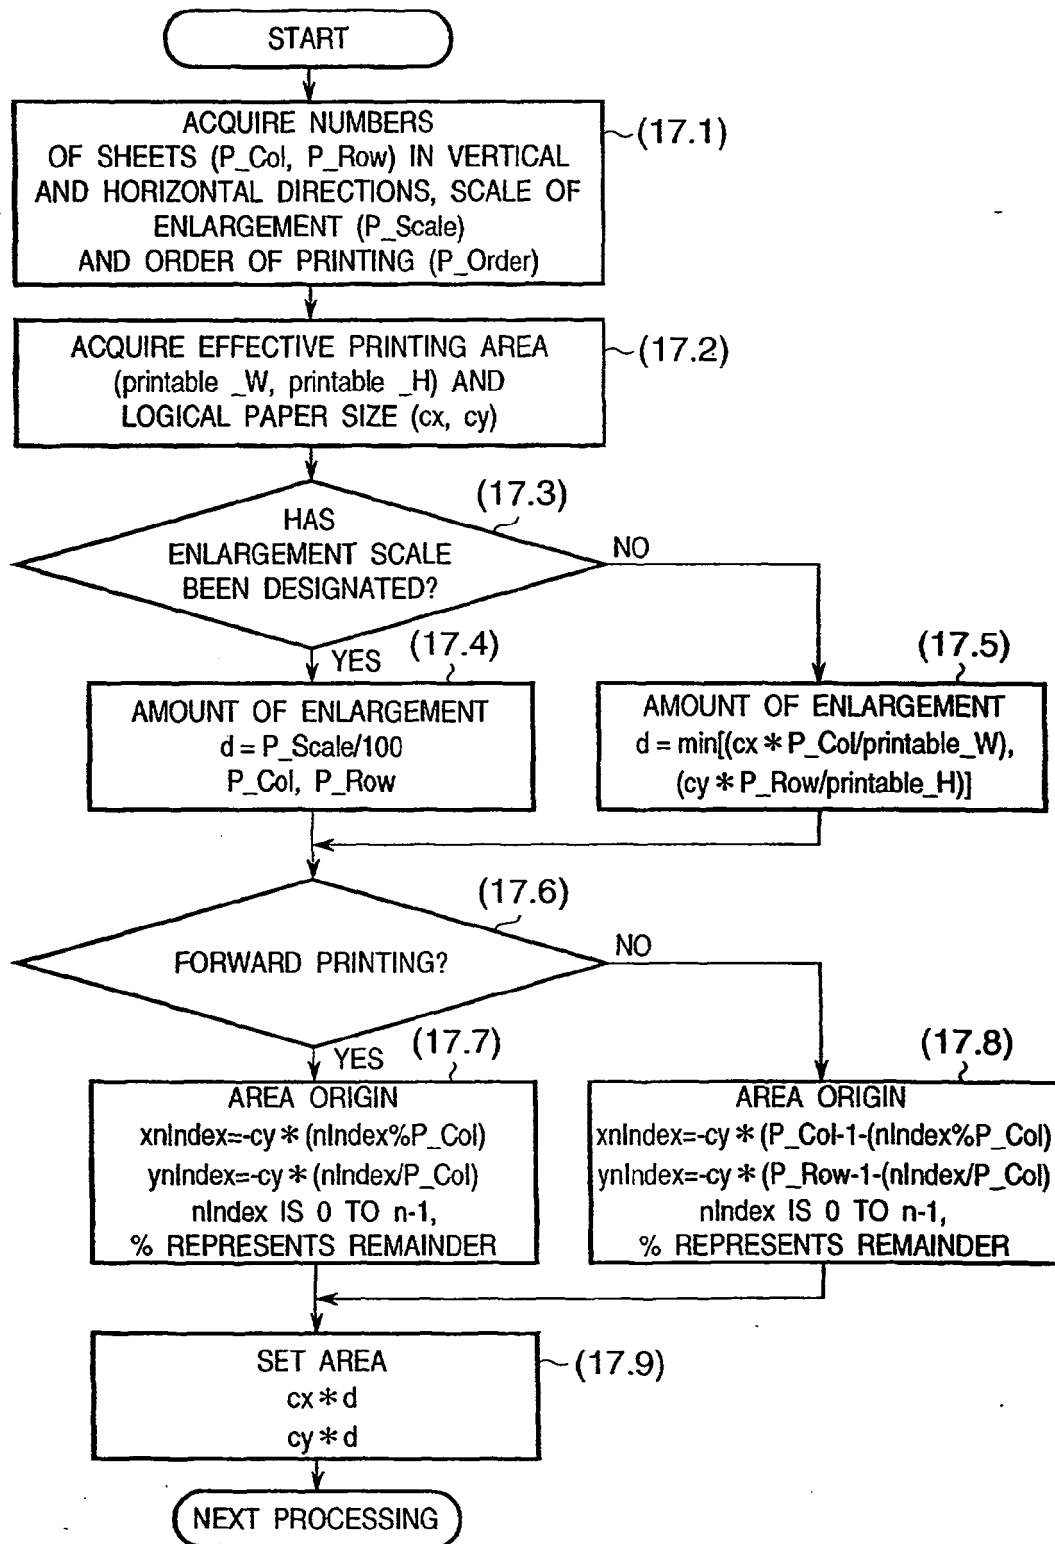 START
ACQUIRE NUMBERS
OF SHEETS (P_Col, P_Row) IN VERTICAL
AND HORIZONTAL DIRECTIONS, SCALE OF
ENLARGEMENT (P_Scale)
AND ORDER OF PRINTING (P_Order)
(17.1)
ACQUIRE EFFECTIVE PRINTING AREA
(printable _W, printable _H) AND
LOGICAL PAPER SIZE (cx, cy)
(17.2)
(17.3)
HAS
ENLARGEMENT SCALE
BEEN DESIGNATED?
NO
YES
(17.4)
AMOUNT OF ENLARGEMENT
d = P_Scale/100
P_Col, P_Row
(17.5)
AMOUNT OF ENLARGEMENT
d = min[(cx * P_Col/printable_W),
(cy * P_Row/printable_H)]
(17.6)
FORWARD PRINTING?
NO
YES
(17.7)
AREA ORIGIN
xnIndex=-cy * (nIndex%P_Col)
ynIndex=-cy * (nIndex/P_Col)
nIndex IS 0 TO n-1,
% REPRESENTS REMAINDER
(17.8)
AREA ORIGIN
xnIndex=-cy * (P_Col-1-(nIndex%P_Col)
ynIndex=-cy * (P_Row-1-(nIndex/P_Col)
nIndex IS 0 TO n-1,
% REPRESENTS REMAINDER
SET AREA
cx * d
cy * d
(17.9)
NEXT PROCESSING